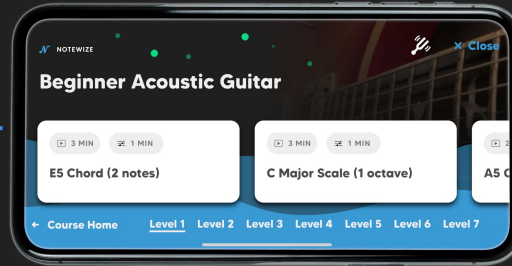 NOTEWIZE
× Close
Beginner Acoustic Guitar
3 MIN 1 MIN
E5 Chord (2 notes)
3 MIN 1 MIN
C Major Scale (1 octave)
2
A5 C
← Course Home Level 1 Level 2 Level 3 Level 4 Level 5 Level 6 Level 7